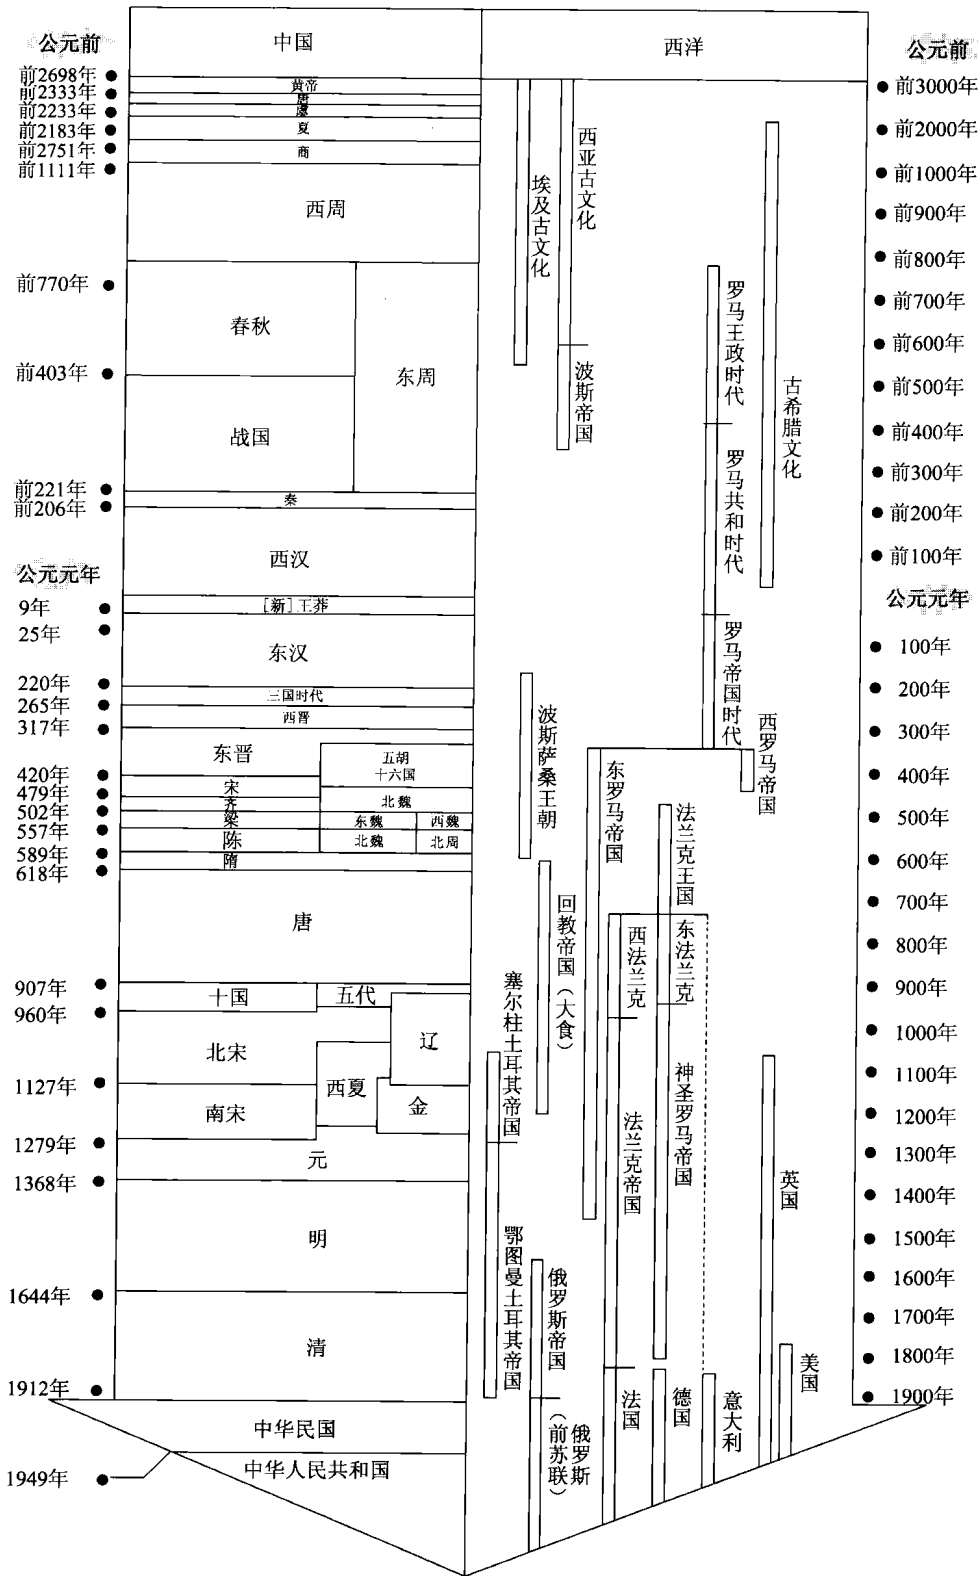 公元前
中国
西洋
公元前
前2698年
前2333年
前2233年
前2183年
前2751年
前1111年
前770年
前403年
前221年
前206年
公元元年
9年
25年
220年
265年
317年
420年
479年
502年
557年
589年
618年
907年
960年
1127年
1279年
1368年
1644年
1912年
1949年
黄帝
唐
虞
夏
商
西周
春秋
东周
战国
秦
西汉
[新]王莽
东汉
三国时代
西晋
东晋
五胡
十六国
宋
齐
北魏
梁
东魏
西魏
陈
北魏
北周
隋
唐
十国
五代
辽
北宋
西夏
金
南宋
元
明
清
中华民国
中华人民共和国
埃及古文化
西亚古文化
波斯帝国
罗马王政时代
罗马共和时代
罗马帝国时代
古希腊文化
波斯萨桑王朝
东罗马帝国
西罗马帝国
法兰克王国
回教帝国（大食）
西法兰克
东法兰克
塞尔柱土耳其帝国
法兰克帝国
神圣罗马帝国
英国
鄂图曼土耳其帝国
俄罗斯帝国
俄罗斯
（前苏联）
法国
德国
意大利
美国
前3000年
前2000年
前1000年
前900年
前800年
前700年
前600年
前500年
前400年
前300年
前200年
前100年
公元元年
100年
200年
300年
400年
500年
600年
700年
800年
900年
1000年
1100年
1200年
1300年
1400年
1500年
1600年
1700年
1800年
1900年